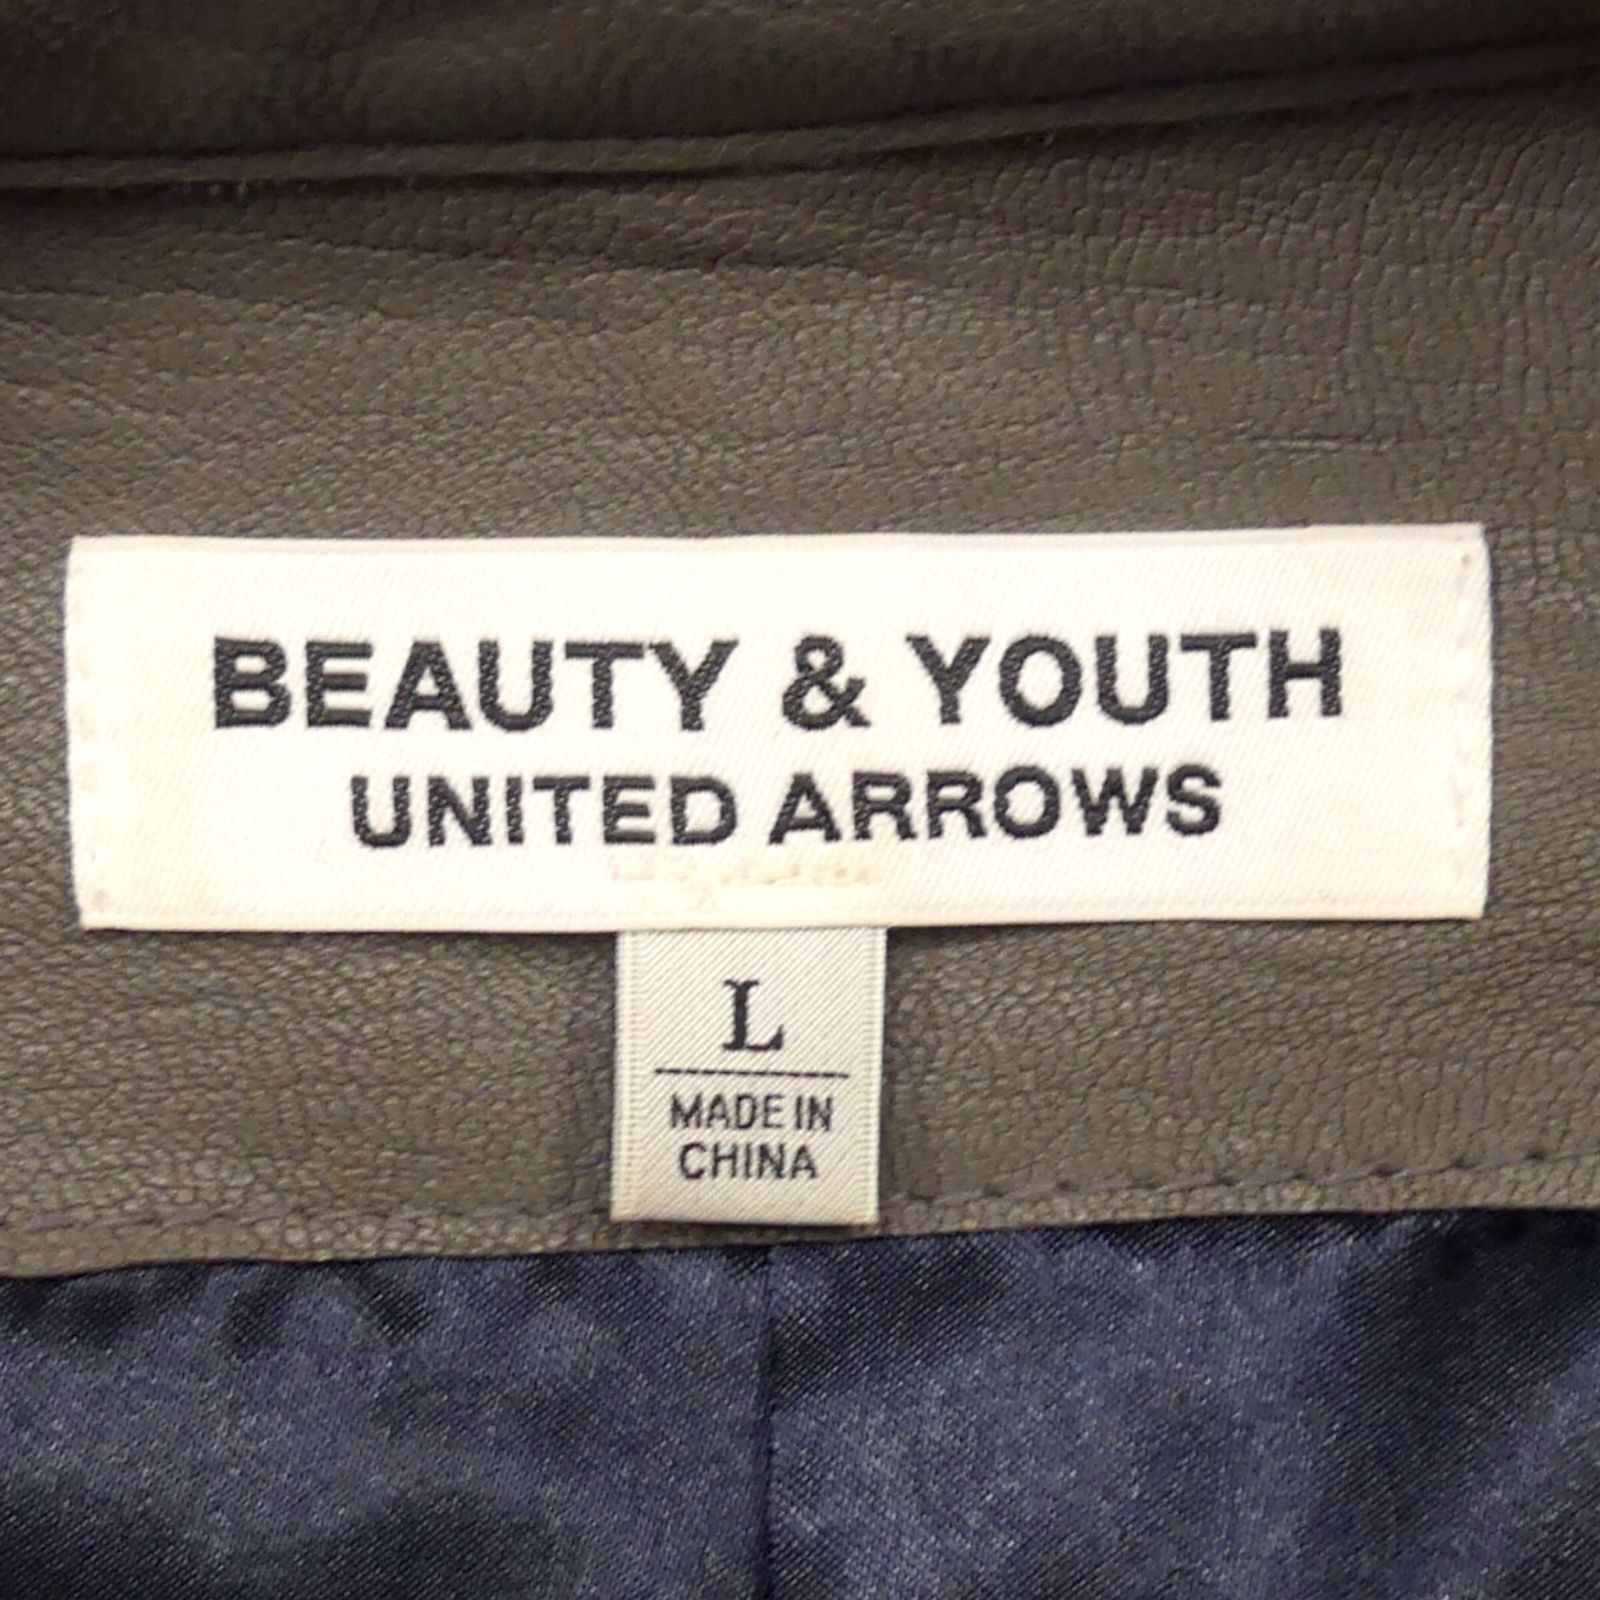 BEAUTY & YOUTH
UNITED ARROWS
L
MADE IN
CHINA